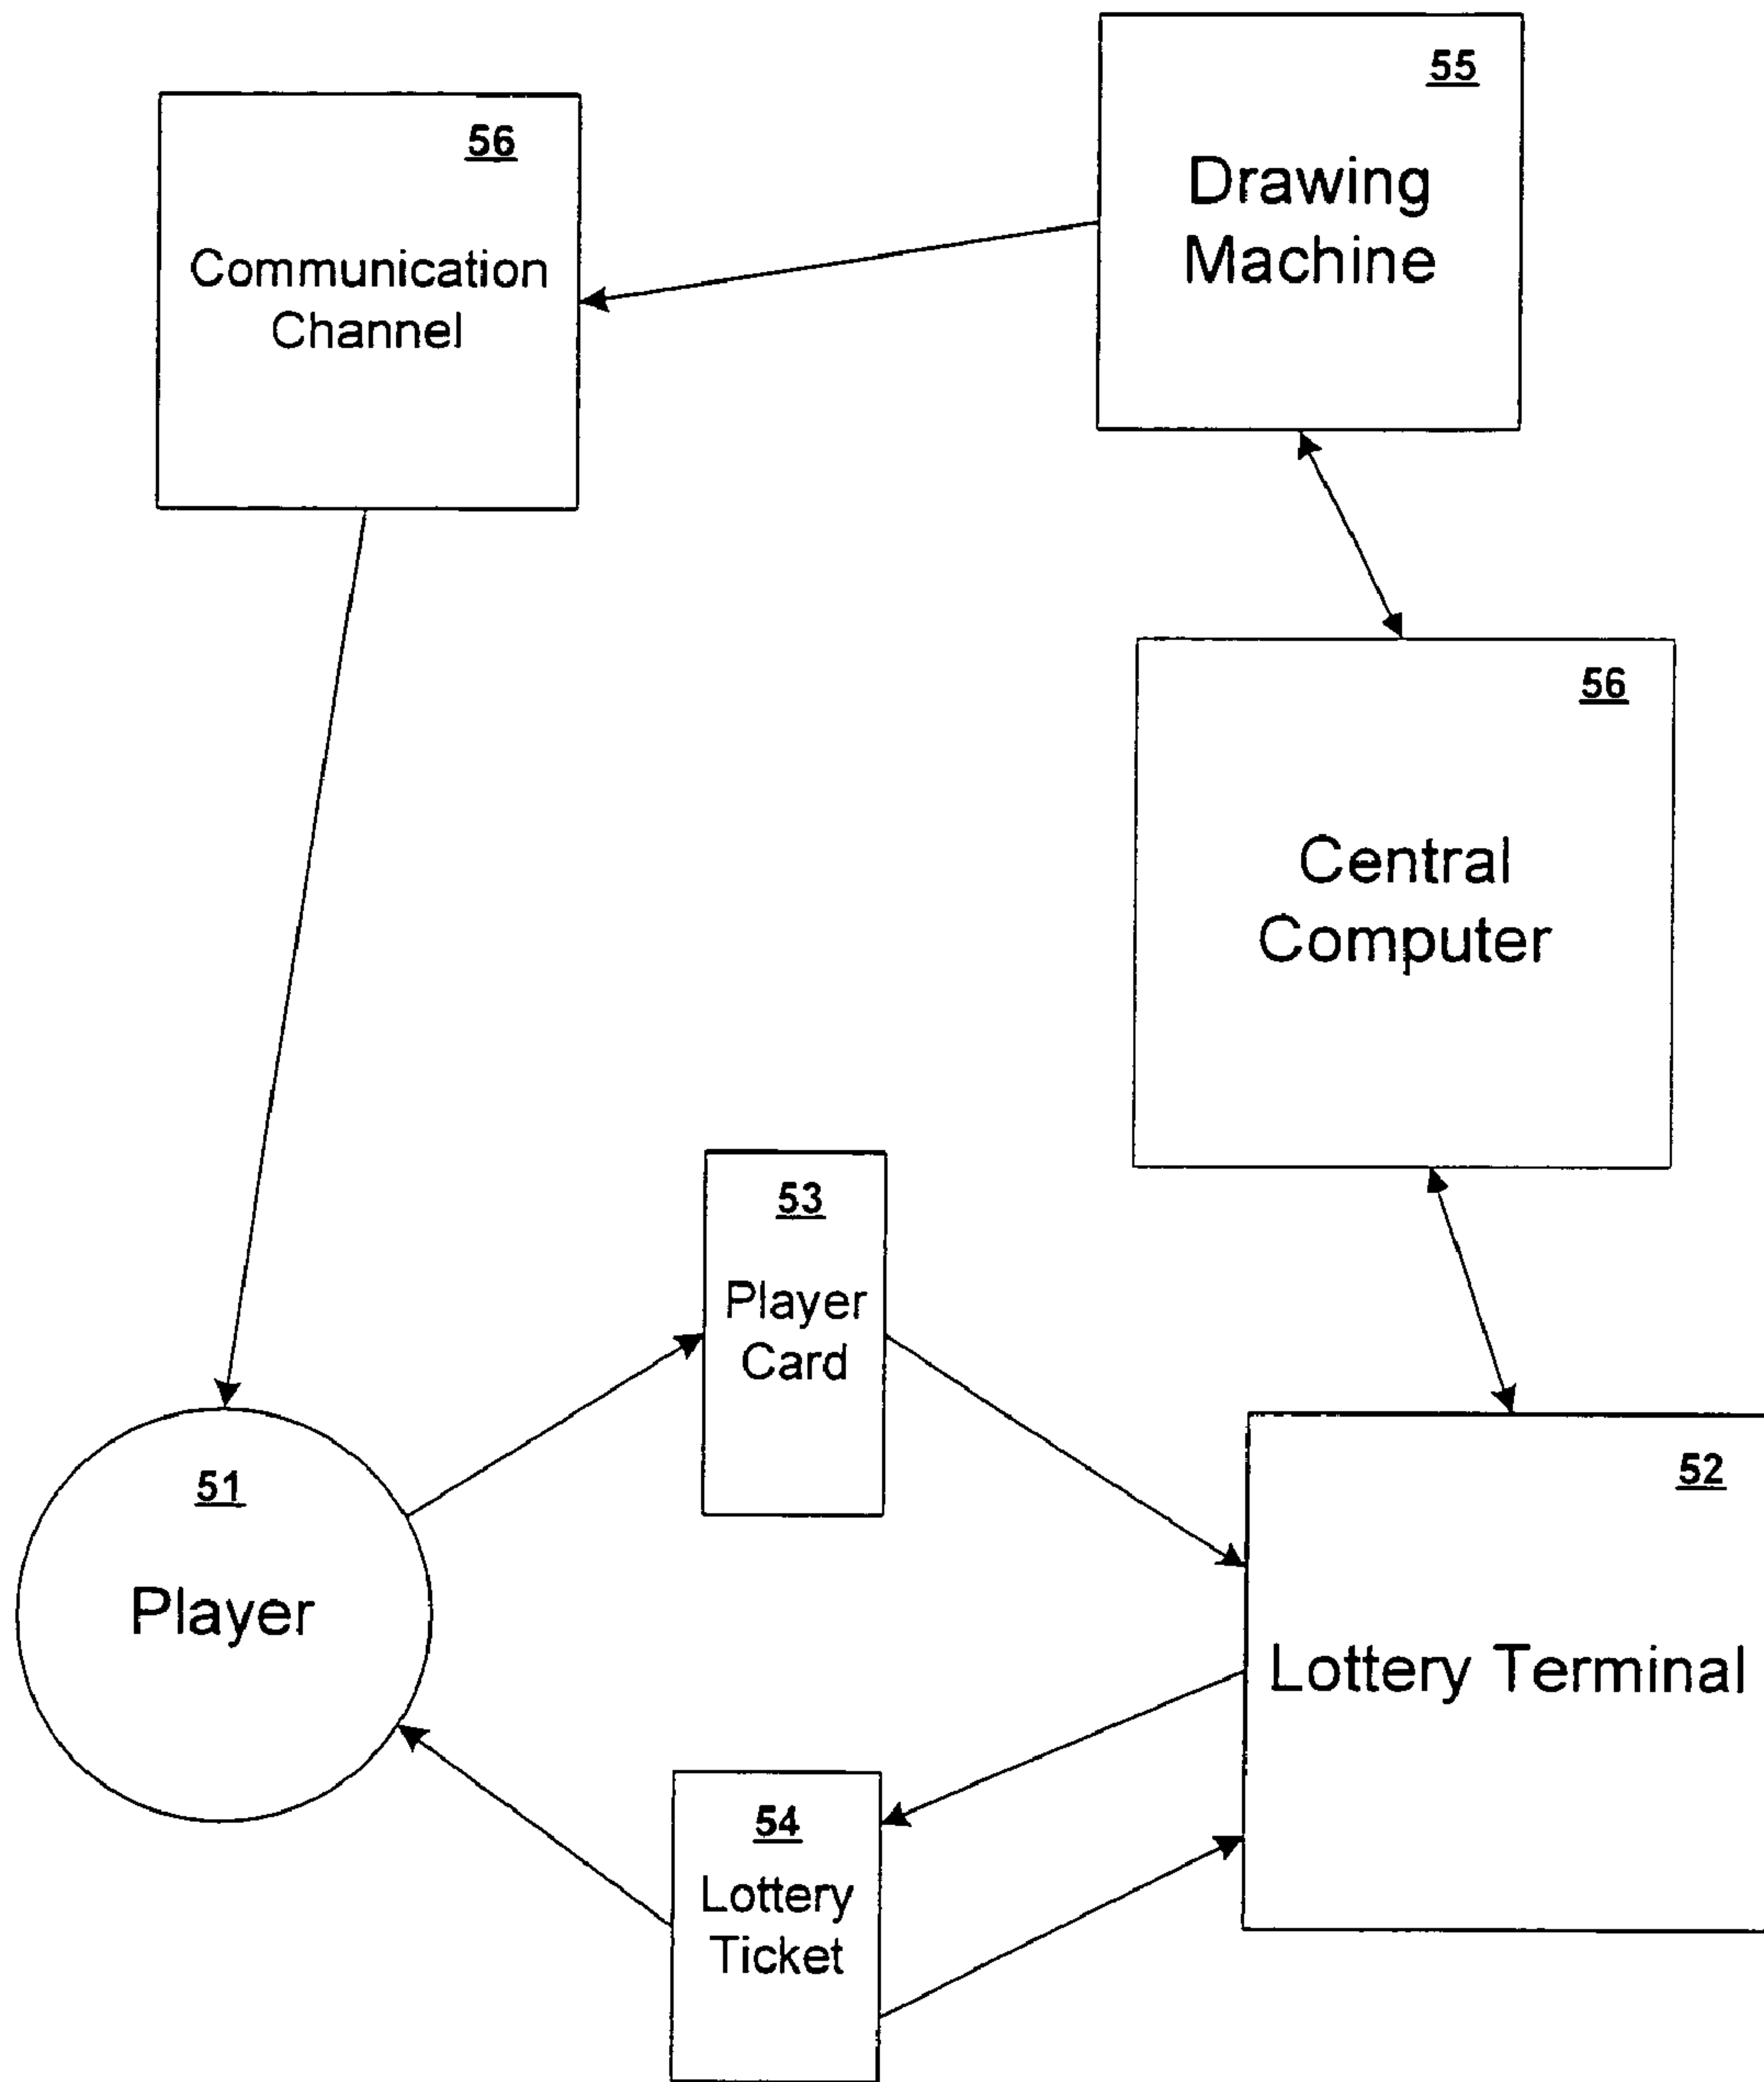 55
Drawing
Machine
56
Communication
Channel
56
Central
Computer
53
Player
Card
51
Player
52
Lottery Terminal
54
Lottery
Ticket